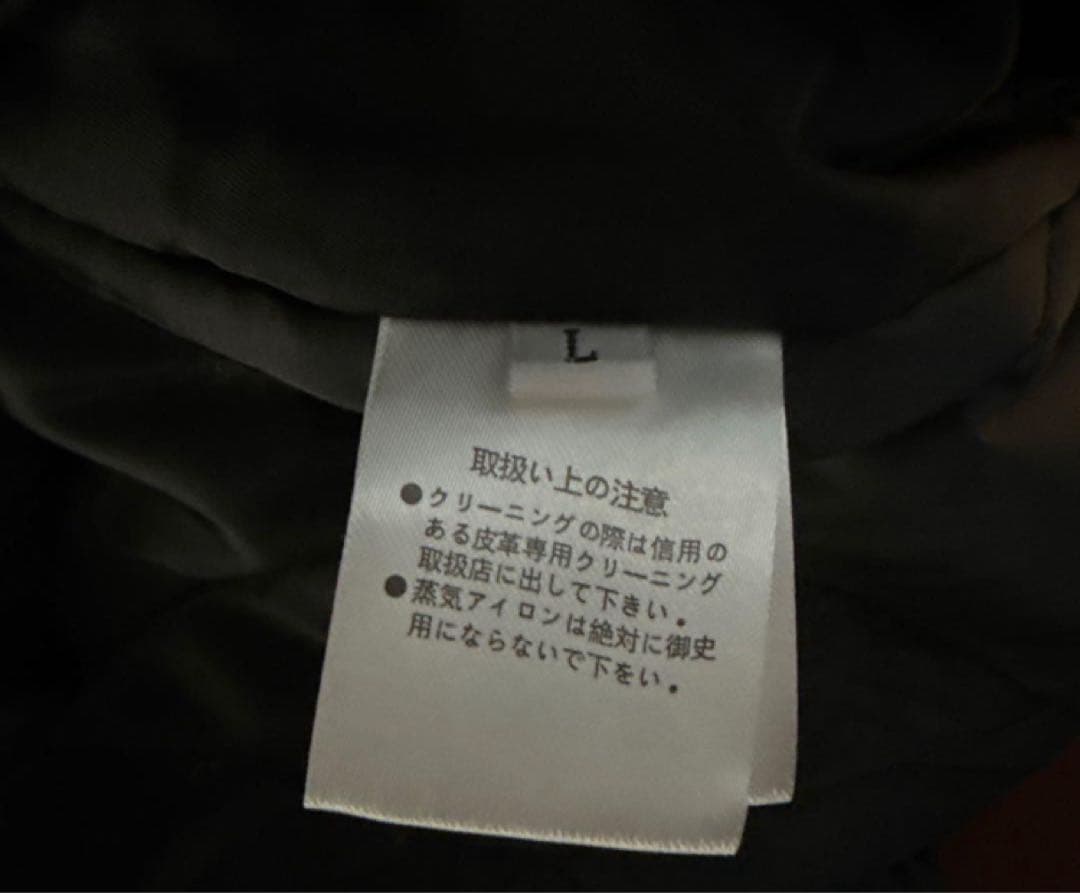 L
取扱い上の注意
●クリーニングの際は信用の
ある皮革専用クリーニング
取扱店に出して下きい。
●蒸気アイロンは絶対に御史
用にならないで下をい。